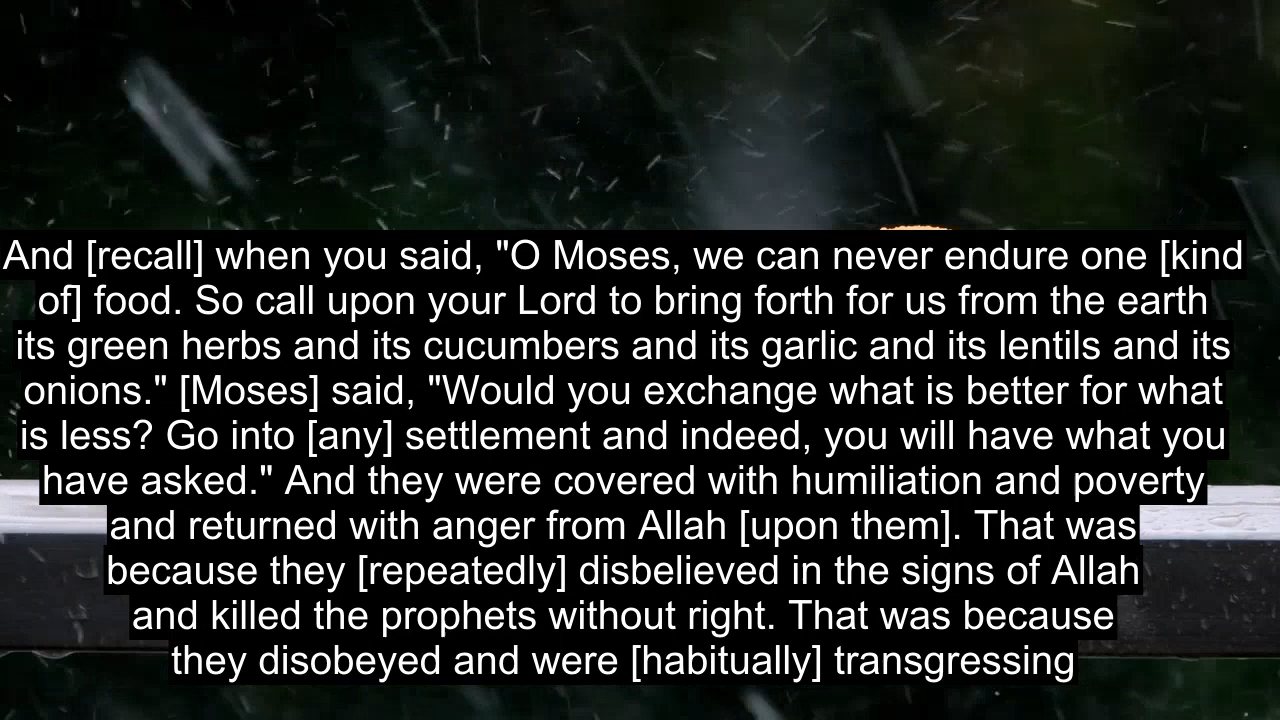 And [recall] when you said, "O Moses, we can never endure one [kind
of] food. So call upon your Lord to bring forth for us from the earth
its green herbs and its cucumbers and its garlic and its lentils and its
onions." [Moses] said, "Would you exchange what is better for what
is less? Go into [any] settlement and indeed, you will have what you
have asked." And they were covered with humiliation and poverty
and returned with anger from Allah [upon them]. That was
because they [repeatedly] disbelieved in the signs of Allah
and killed the prophets without right. That was because
they disobeyed and were [habitually] transgressing